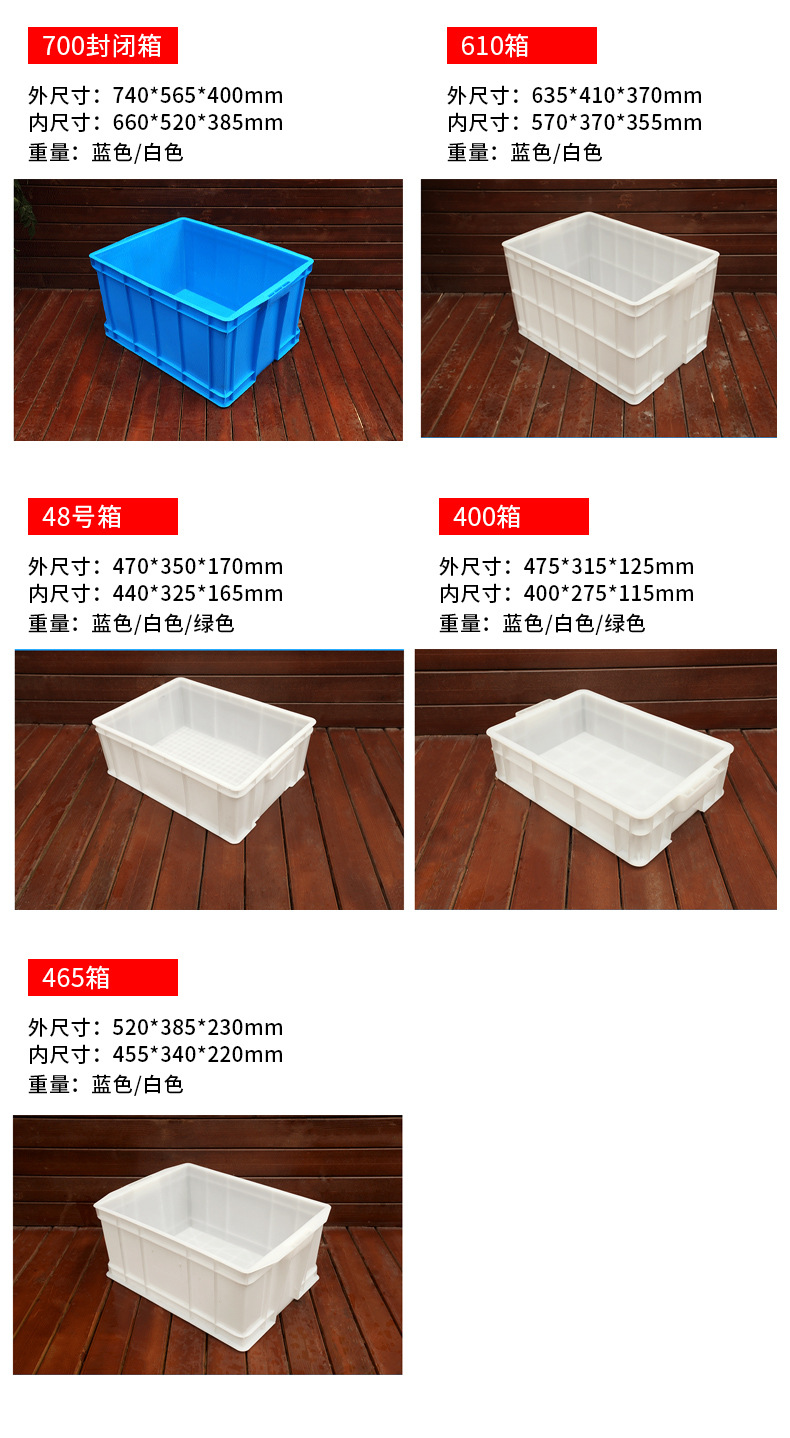 700封闭箱
外尺寸：740*565*400mm
内尺寸：660*520*385mm
重量：蓝色/白色
610箱
外尺寸：635*410*370mm
内尺寸：570*370*355mm
重量：蓝色/白色
48号箱
外尺寸：470*350*170mm
内尺寸：440*325*165mm
重量：蓝色/白色/绿色
400箱
外尺寸：475*315*125mm
内尺寸：400*275*115mm
重量：蓝色/白色/绿色
465箱
外尺寸：520*385*230mm
内尺寸：455*340*220mm
重量：蓝色/白色